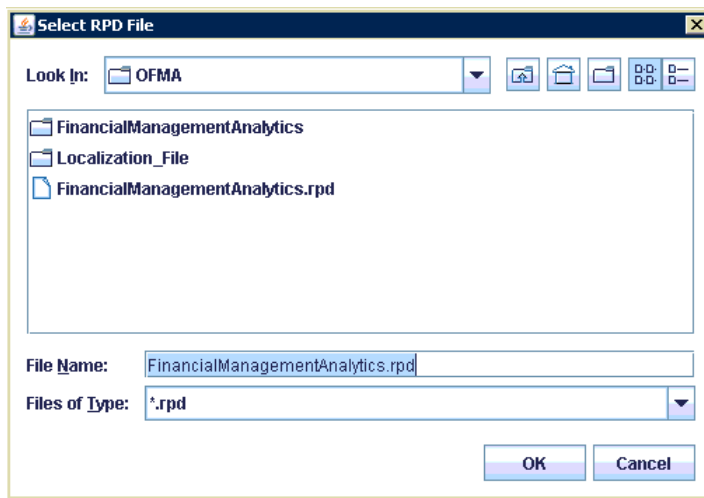 Select RPD File
Look In: OFMA
FinancialManagementAnalytics
Localization_File
FinancialManagementAnalytics.rpd
File Name: FinancialManagementAnalytics.rpd
Files of Type: *.rpd
OK Cancel